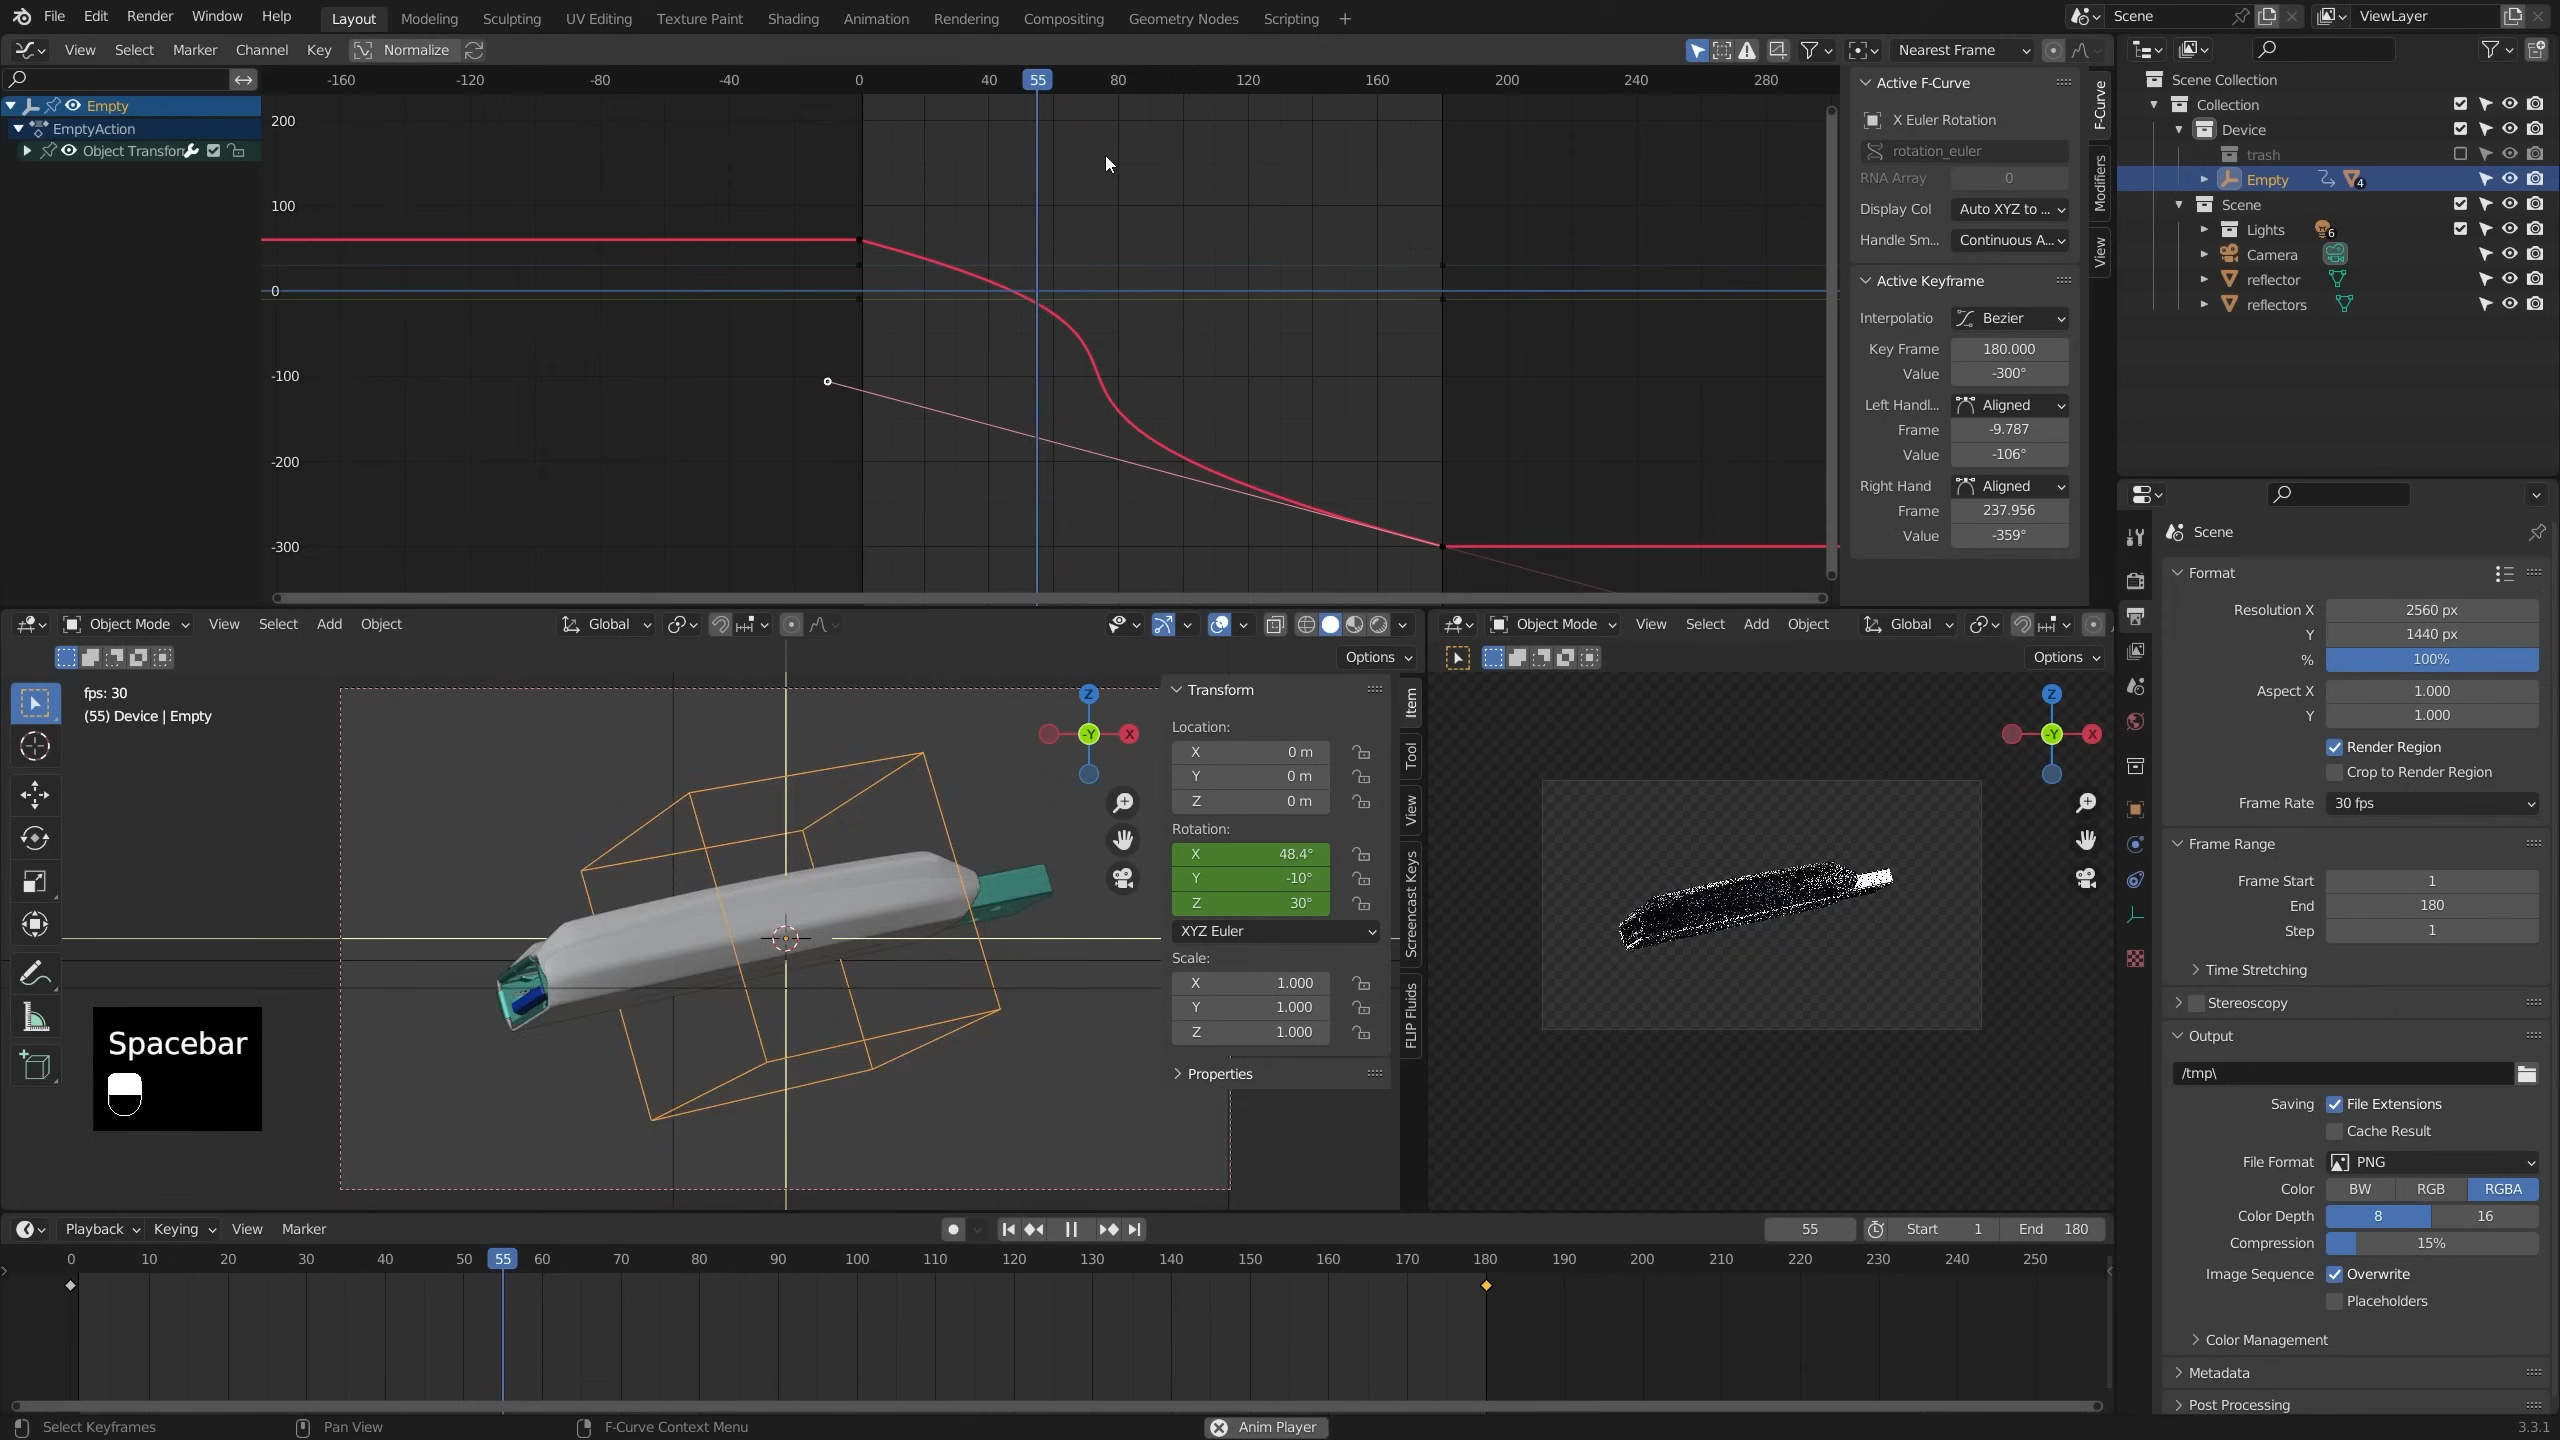 File Edit Render Window Help Layout Modeling Sculpting UV Editing Texture Paint Shading Animation Rendering Compositing Geometry Nodes Scripting + Scene ViewLayer
View Select Marker Channel Key Normalize Nearest Frame
-160 -120 -80 -40 0 40 55 80 120 160 200 240 280
Empty
EmptyAction
Object Transfor
200
100
0
-100
-200
-300
Active F-Curve
X Euler Rotation
rotation_euler
RNA Array 0
Display Col Auto XYZ to ...
Handle Sm... Continuous A...
Active Keyframe
Interpolatio Bezier
Key Frame 180.000
Value -300°
Left Handl... Aligned
Frame -9.787
Value -106°
Right Hand Aligned
Frame 237.956
Value -359°
F-Curve
Modifiers
View
Scene Collection
Collection
Device
trash
Empty 4
Scene
Lights 6
Camera
reflector
reflectors
Object Mode View Select Add Object Global
Options
fps: 30
(55) Device | Empty
Z
-Y X
Transform
Location:
X 0 m
Y 0 m
Z 0 m
Rotation:
X 48.4°
Y -10°
Z 30°
XYZ Euler
Scale:
X 1.000
Y 1.000
Z 1.000
Properties
Item
Tool
View
Screencast Keys
FLIP Fluids
Spacebar
Object Mode View Select Add Object Global
Options
Z
-Y X
Scene
Format
Resolution X 2560 px
Y 1440 px
% 100%
Aspect X 1.000
Y 1.000
Render Region
Crop to Render Region
Frame Rate 30 fps
Frame Range
Frame Start 1
End 180
Step 1
Time Stretching
Stereoscopy
Output
/tmp\
Saving File Extensions
Cache Result
File Format PNG
Color BW RGB RGBA
Color Depth 8 16
Compression 15%
Image Sequence Overwrite
Placeholders
Color Management
Metadata
Post Processing
Playback Keying View Marker 55 Start 1 End 180
0 10 20 30 40 50 55 60 70 80 90 100 110 120 130 140 150 160 170 180 190 200 210 220 230 240 250
Select Keyframes Pan View F-Curve Context Menu Anim Player 3.3.1